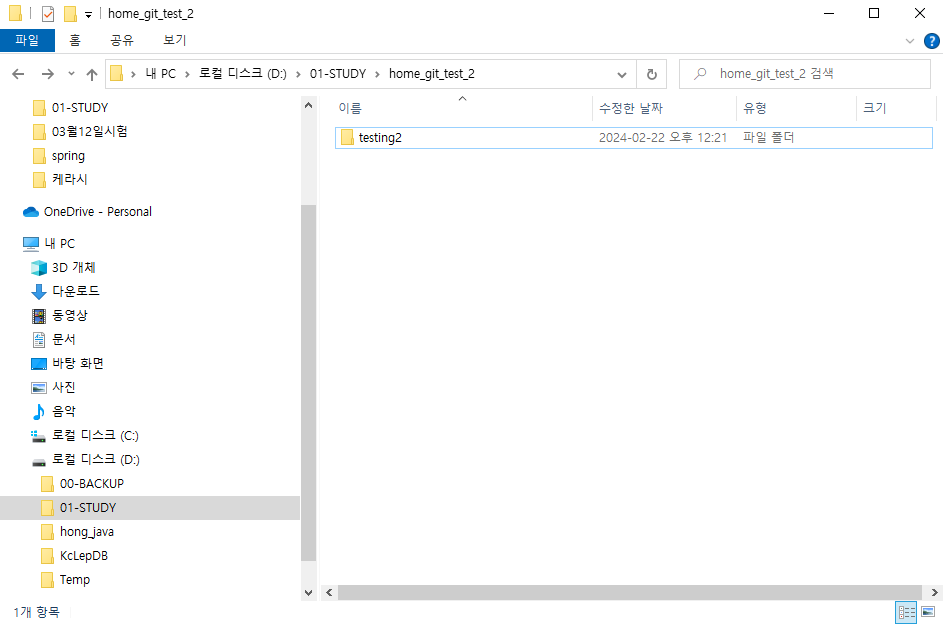 home_git_test_2
파일 홈 공유 보기
내 PC 로컬 디스크 (D:) 01-STUDY home_git_test_2
home_git_test_2 검색
01-STUDY
03월12일시험
spring
케라시
OneDrive - Personal
내 PC
3D 개체
다운로드
동영상
문서
바탕 화면
사진
음악
로컬 디스크 (C:)
로컬 디스크 (D:)
00-BACKUP
01-STUDY
hong_java
KcLepDB
Temp
이름 수정한 날짜 유형 크기
testing2 2024-02-22 오후 12:21 파일 폴더
1개 항목